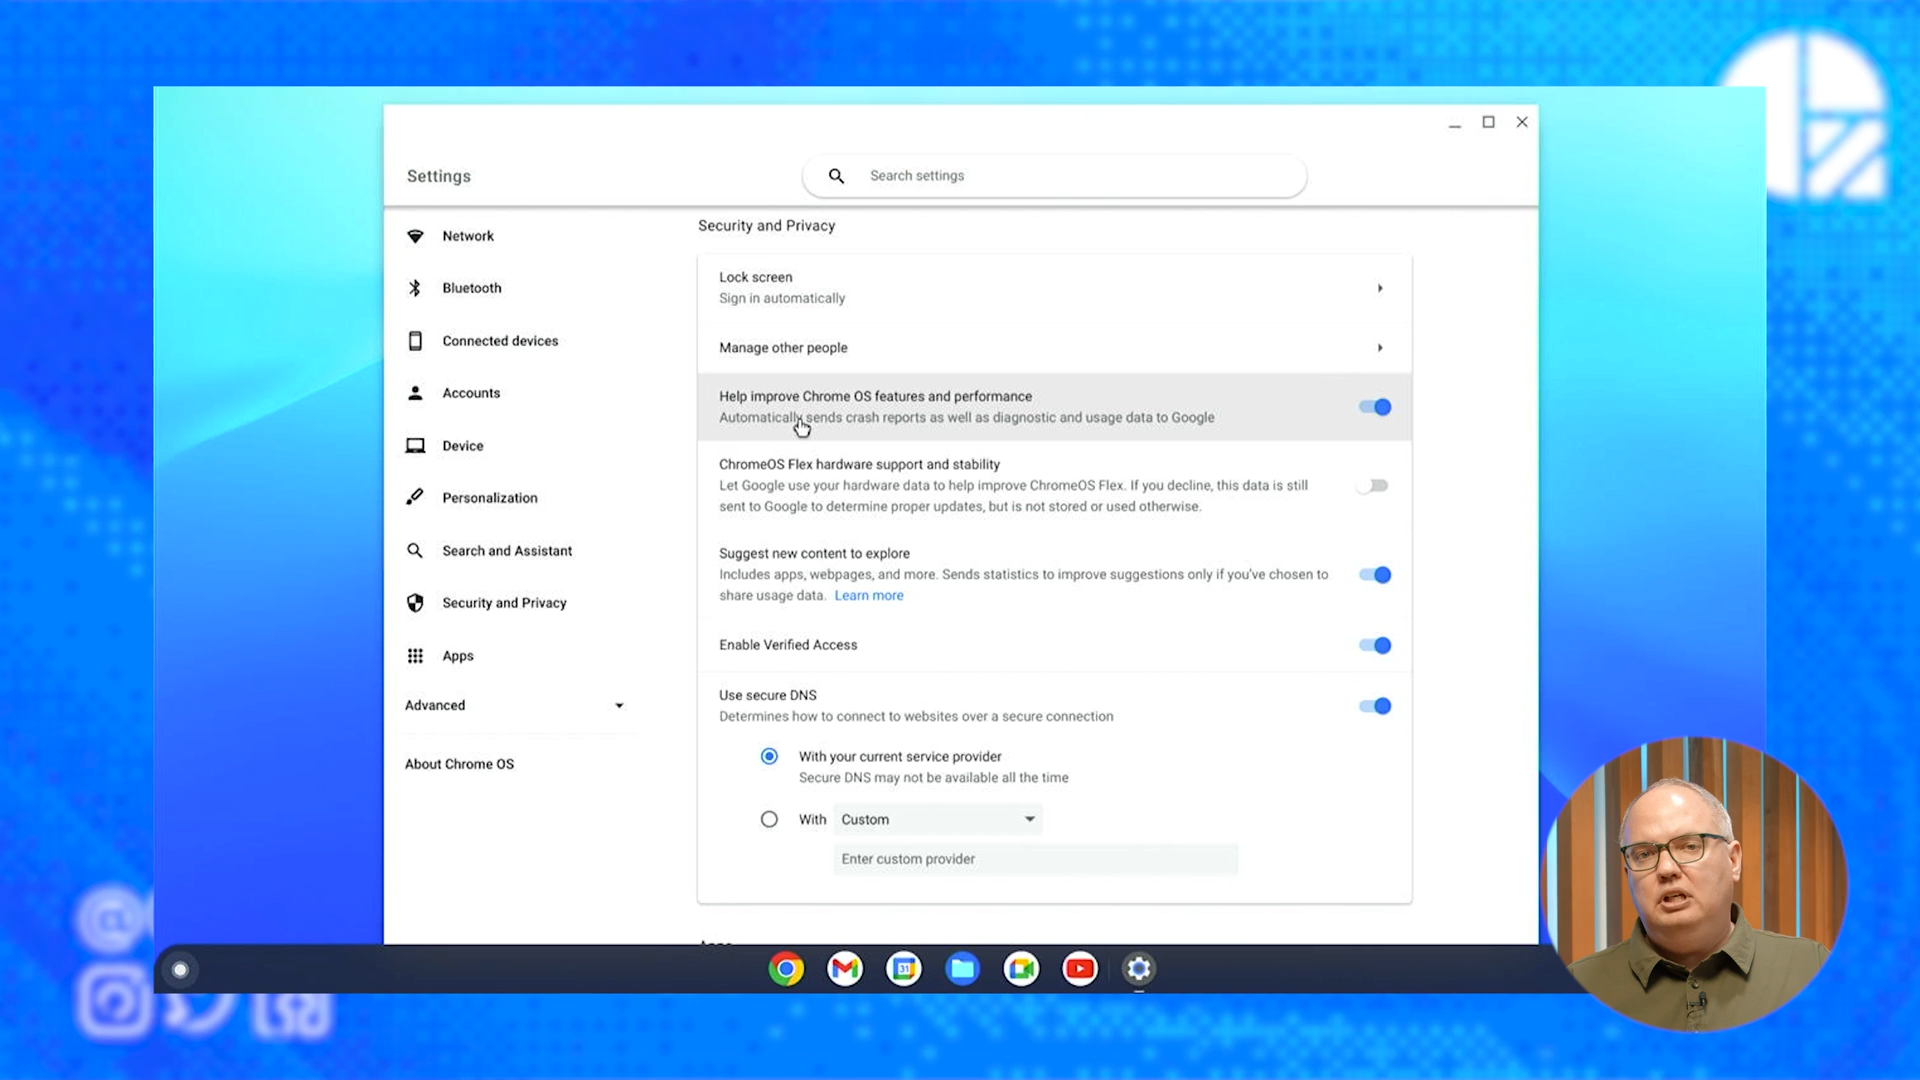 Settings
Search settings
Network
Bluetooth
Connected devices
Accounts
Device
Personalization
Search and Assistant
Security and Privacy
Apps
Advanced
About Chrome OS
Security and Privacy
Lock screen
Sign in automatically
Manage other people
Help improve Chrome OS features and performance
Automatically sends crash reports as well as diagnostic and usage data to Google
ChromeOS Flex hardware support and stability
Let Google use your hardware data to help improve ChromeOS Flex. If you decline, this data is still
sent to Google to determine proper updates, but is not stored or used otherwise.
Suggest new content to explore
Includes apps, webpages, and more. Sends statistics to improve suggestions only if you've chosen to
share usage data. Learn more
Enable Verified Access
Use secure DNS
Determines how to connect to websites over a secure connection
With your current service provider
Secure DNS may not be available all the time
With Custom
Enter custom provider
31
@